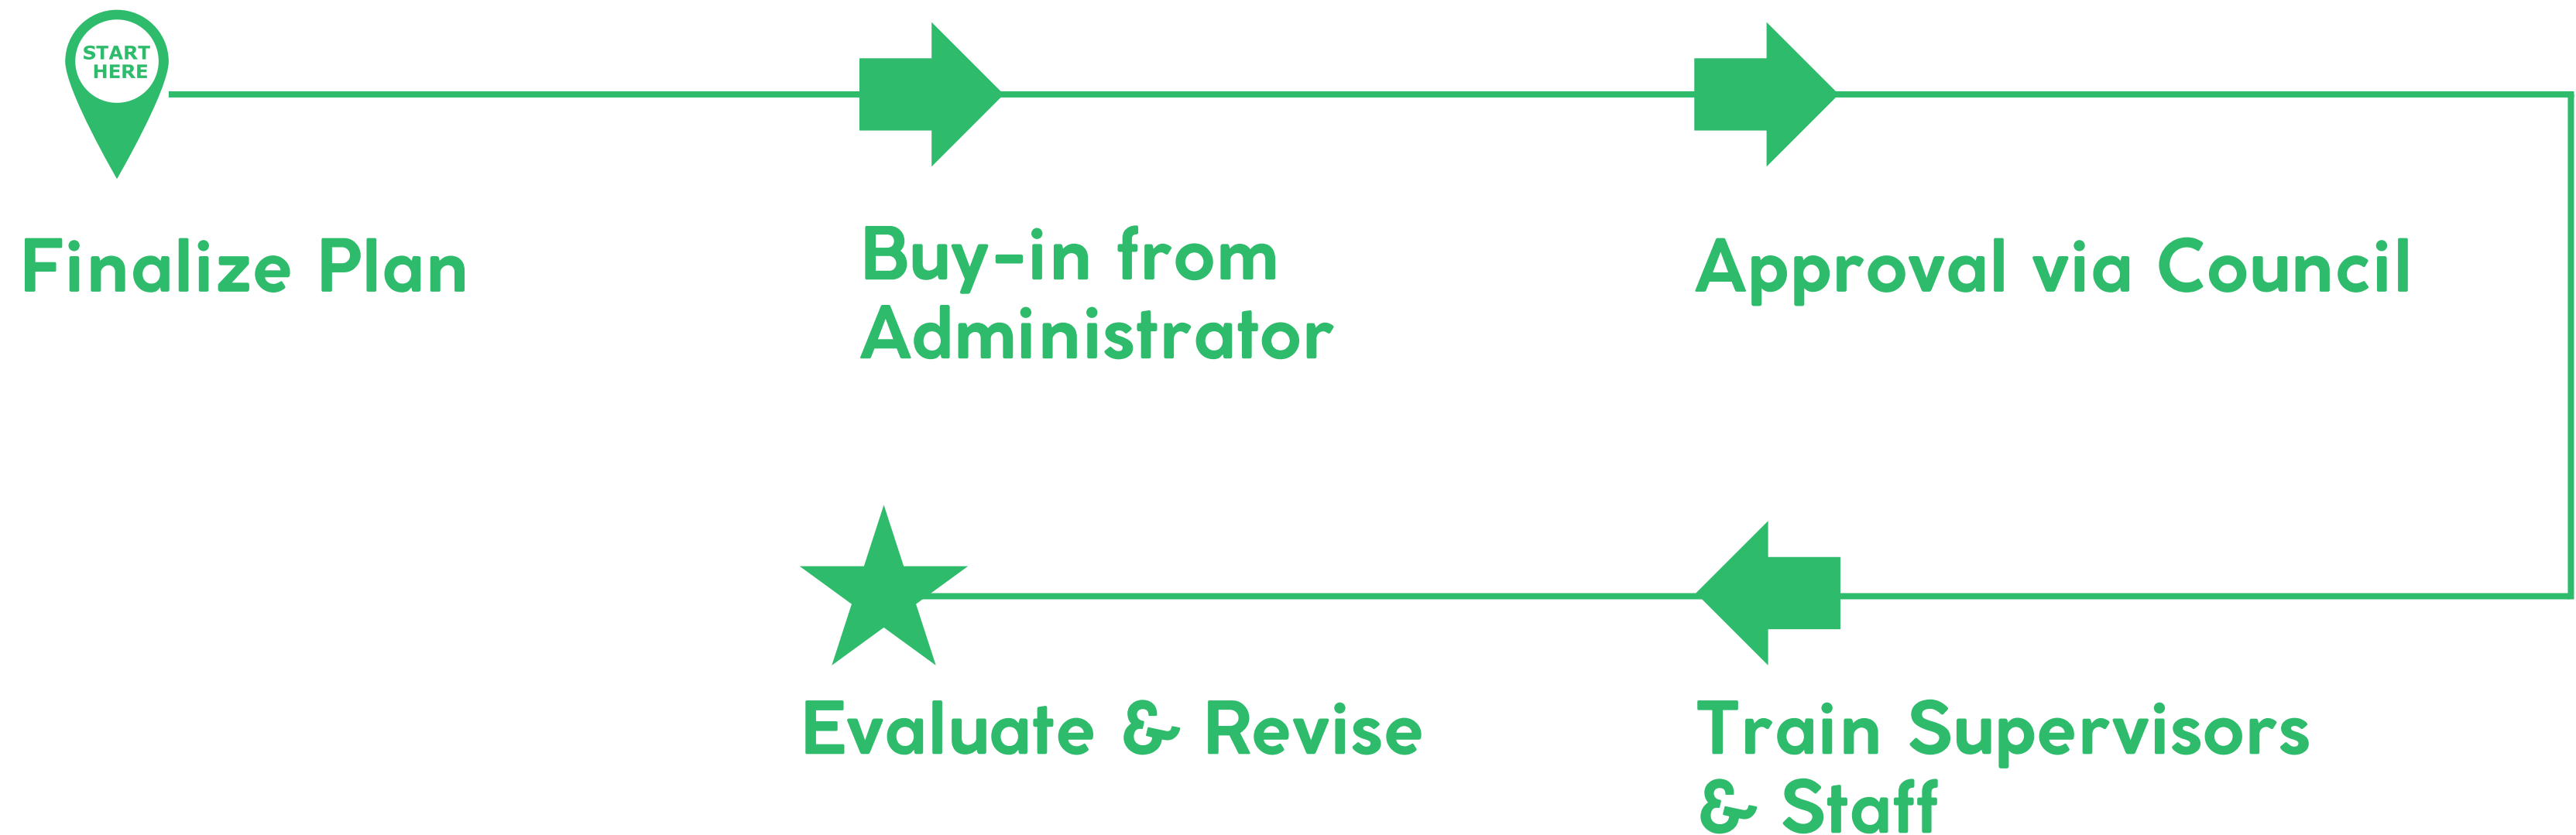 START
HERE
Finalize Plan
Buy-in from
Administrator
Approval via Council
Train Supervisors
& Staff
Evaluate & Revise